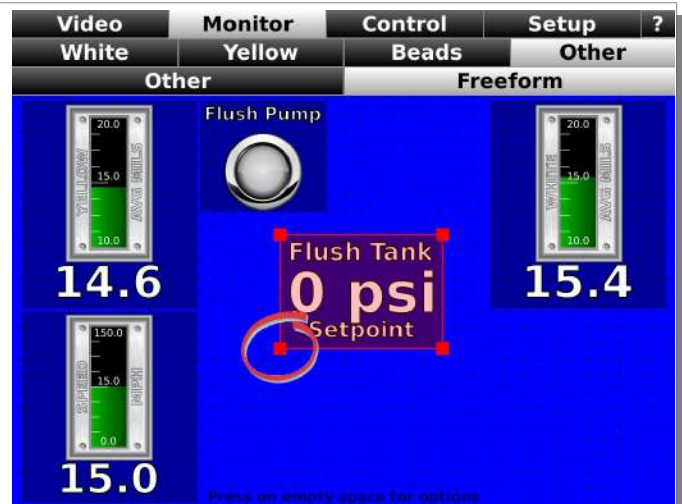 Video Monitor Control Setup ?
White Yellow Beads Other
Other Freeform
20.0
15.0
10.0
YELLOW
AVG MILS
14.6
Flush Pump
20.0
15.0
10.0
WHITE
AVG MILS
15.4
Flush Tank
0 psi
Setpoint
150.0
15.0
0.0
SPEED
MPH
15.0
Press on empty space for options